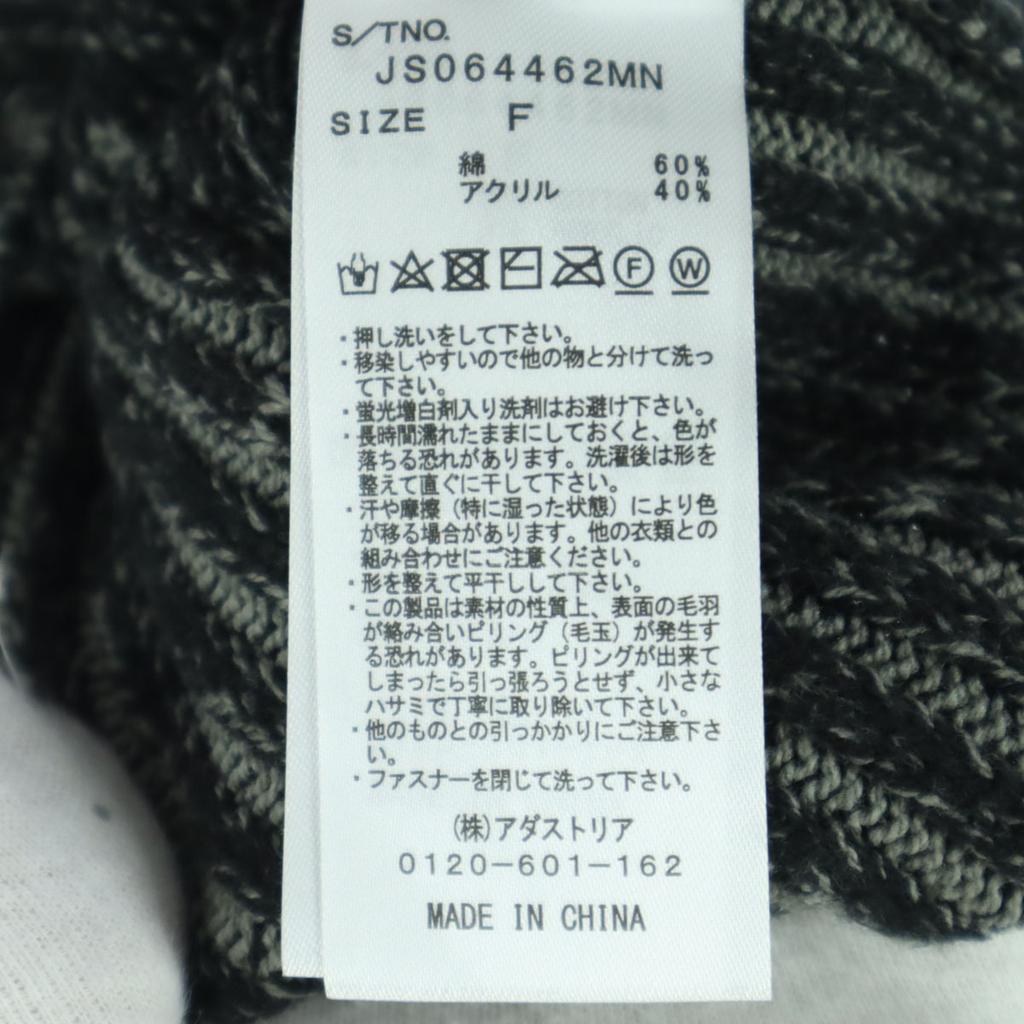 S/TNO.
JS064462MN
SIZE F
綿 60%
アクリル 40%
F W
・押し洗いをして下さい。
・移染しやすいので他の物と分けて洗っ
て下さい。
・蛍光増白剤入り洗剤はお避け下さい。
・長時間濡れたままにしておくと、色が
落ちる恐れがあります。洗濯後は形を
整えて直ぐに干して下さい。
・汗や摩擦（特に湿った状態）により色
が移る場合があります。他の衣類との
組み合わせにご注意ください。
・形を整えて平干しして下さい。
・この製品は素材の性質上、表面の毛羽
が絡み合いピリング（毛玉）が発生す
る恐れがあります。ピリングが出来て
しまったら引っ張ろうとせず、小さな
ハサミで丁寧に取り除いて下さい。
・他のものとの引っかかりにご注意下さ
い。
・ファスナーを閉じて洗って下さい。
（株）アダストリア
0120-601-162
MADE IN CHINA